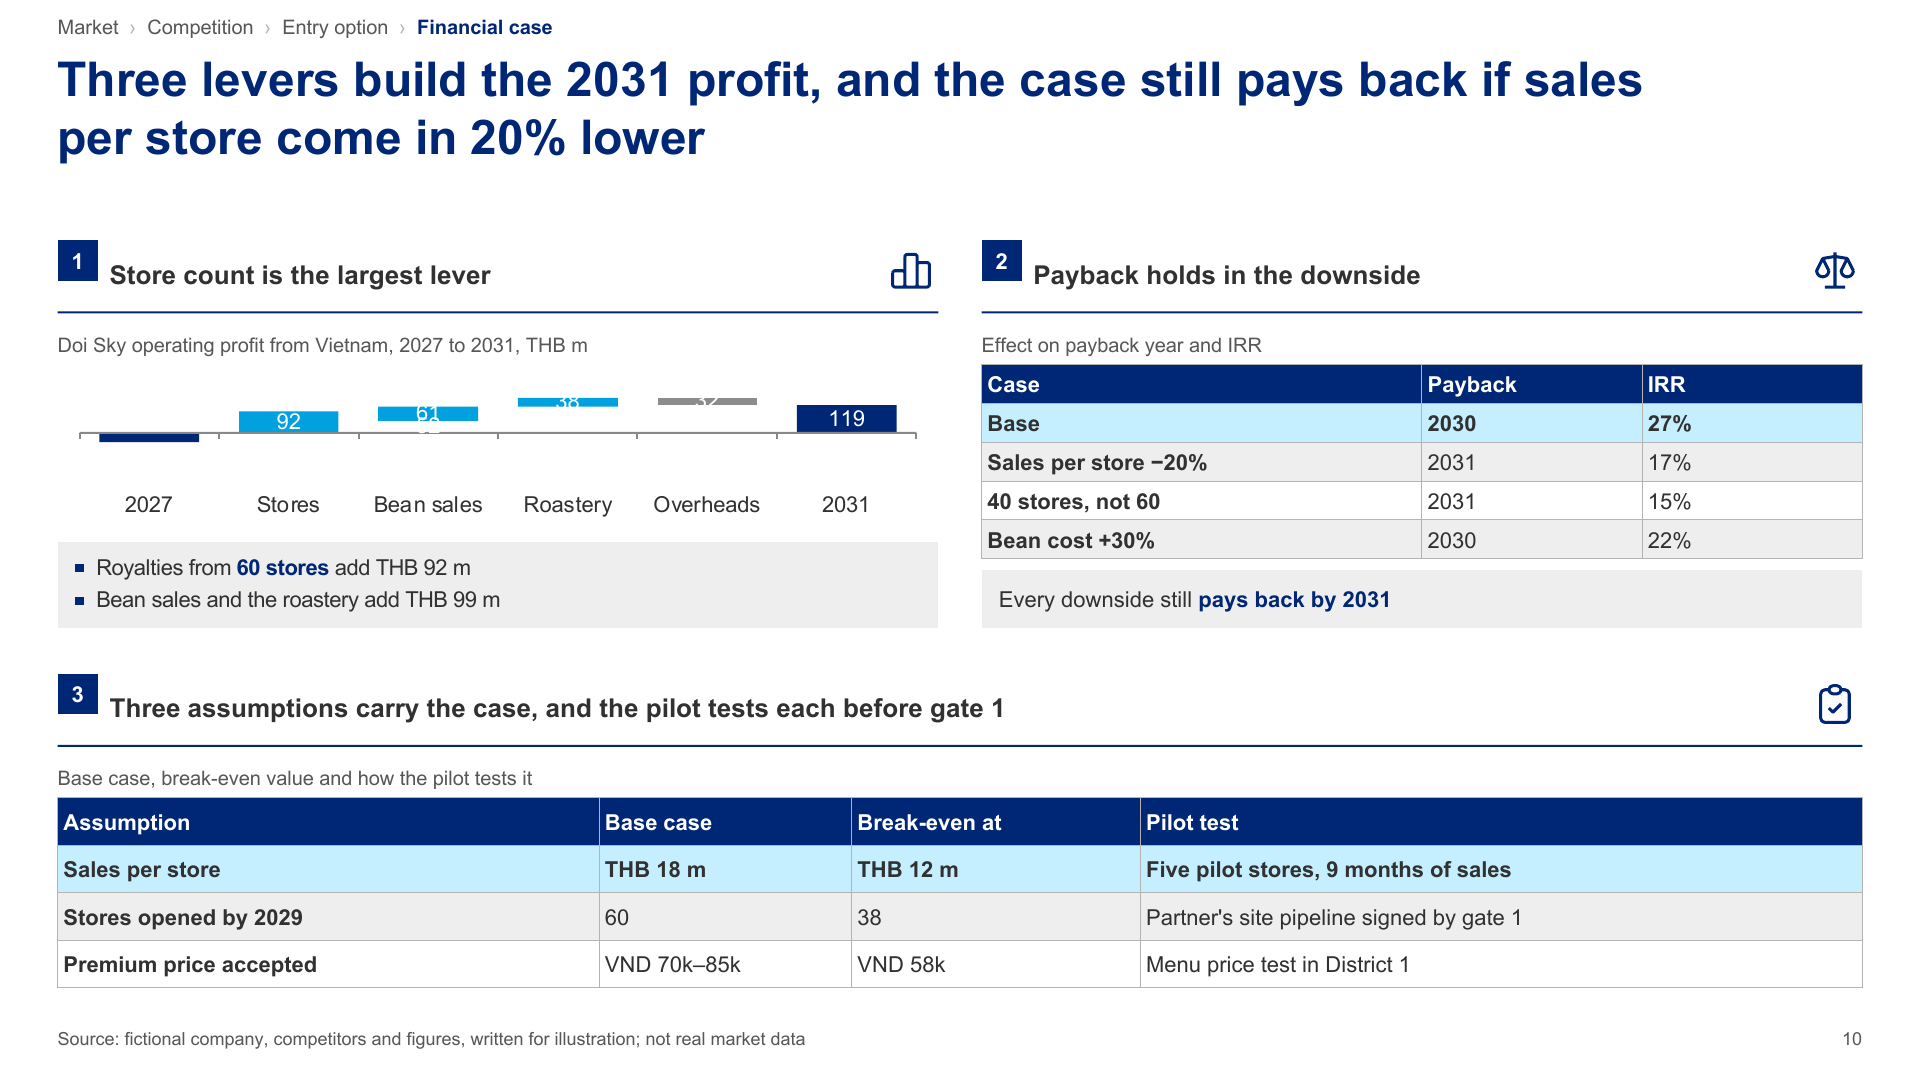 Market › Competition › Entry option › Financial case
Three levers build the 2031 profit, and the case still pays back if sales
per store come in 20% lower
1 Store count is the largest lever
Doi Sky operating profit from Vietnam, 2027 to 2031, THB m
92
61
38
32
119
2027 Stores Bean sales Roastery Overheads 2031
Royalties from 60 stores add THB 92 m
Bean sales and the roastery add THB 99 m
2 Payback holds in the downside
Effect on payback year and IRR
Case Payback IRR
Base 2030 27%
Sales per store −20% 2031 17%
40 stores, not 60 2031 15%
Bean cost +30% 2030 22%
Every downside still pays back by 2031
3 Three assumptions carry the case, and the pilot tests each before gate 1
Base case, break-even value and how the pilot tests it
Assumption Base case Break-even at Pilot test
Sales per store THB 18 m THB 12 m Five pilot stores, 9 months of sales
Stores opened by 2029 60 38 Partner's site pipeline signed by gate 1
Premium price accepted VND 70k–85k VND 58k Menu price test in District 1
Source: fictional company, competitors and figures, written for illustration; not real market data
10